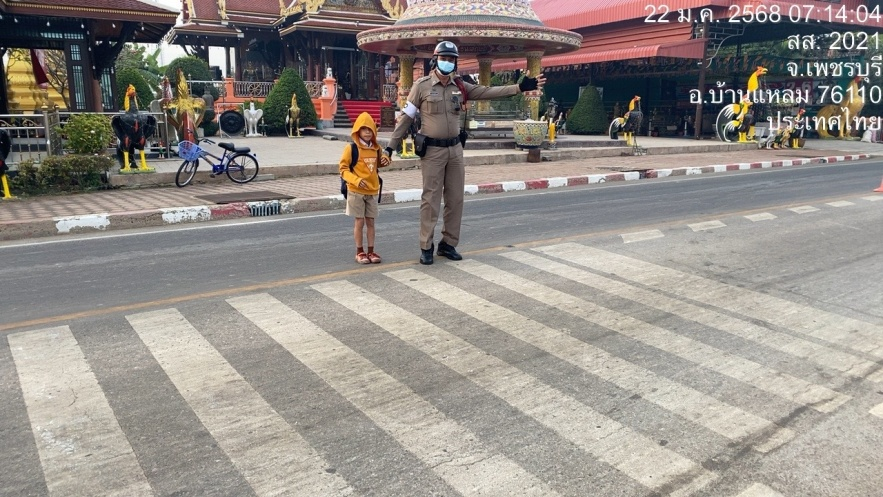 22 ม.ค. 2568 07:14:04
สส. 2021
จ.เพชรบุรี
อ.บ้านแหลม 76110
ประเทศไทย